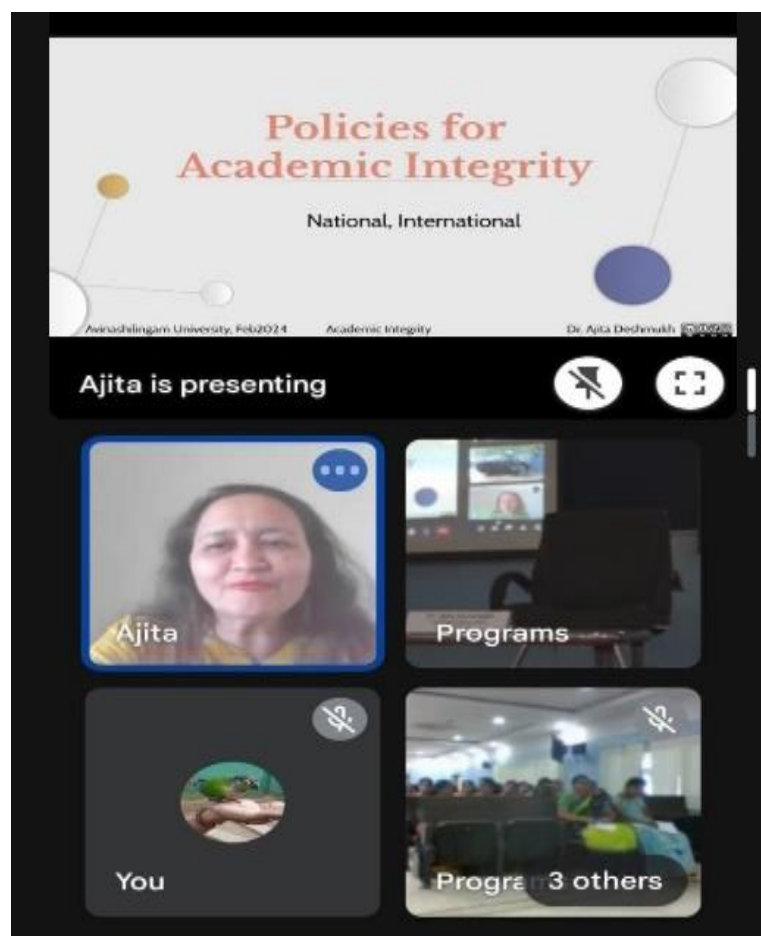 Policies for
Academic Integrity
National, International
Avinashilingam University, Feb2024 Academic Integrity Dr. Ajita Deshmukh
Ajita is presenting
Ajita
Programs
You
Progra 3 others